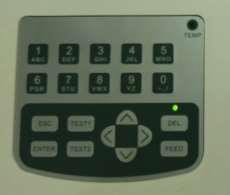 TEMP
1 2 3 4 5
ABC DEF GHI JKL MNO
6 7 8 9 0
PQR STU VWX YZ -./
ESC TEST1 DEL
ENTER TEST2 FEED